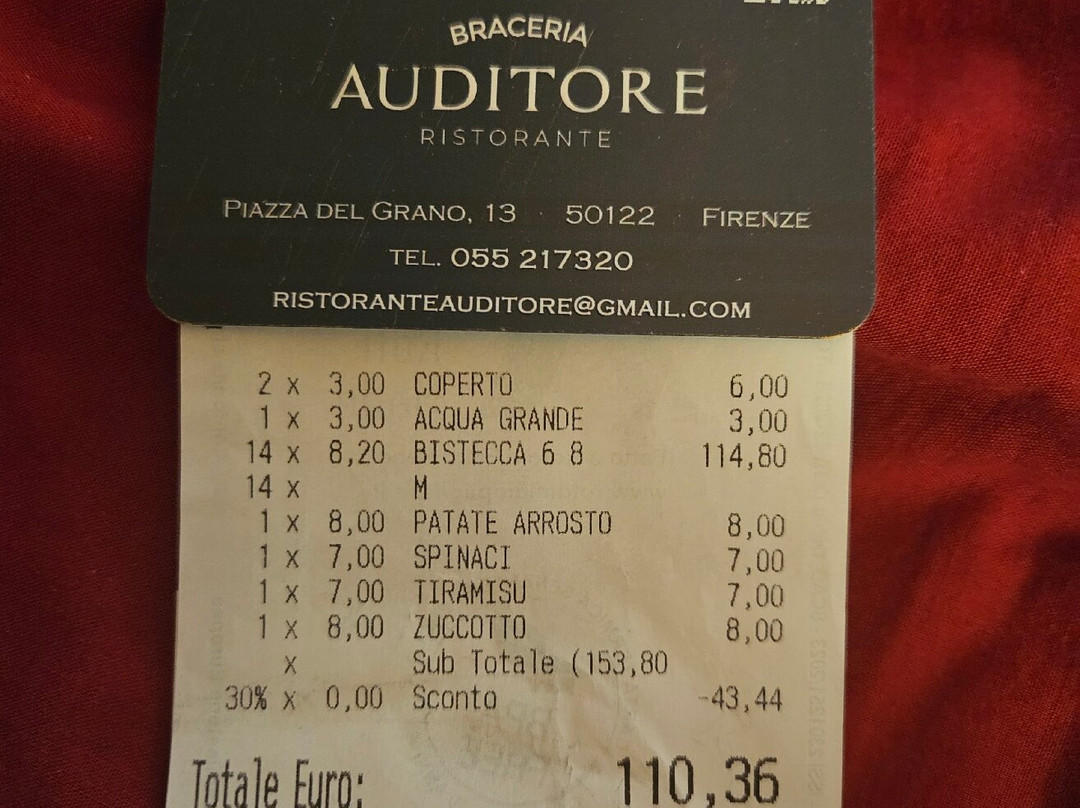 BRACERIA
AUDITORE
RISTORANTE
PIAZZA DEL GRANO, 13 · 50122 · FIRENZE
TEL. 055 217320
RISTORANTEAUDITORE@GMAIL.COM
2 x 3,00 COPERTO 6,00
1 x 3,00 ACQUA GRANDE 3,00
14 x 8,20 BISTECCA 6 8 114,80
14 x M
1 x 8,00 PATATE ARROSTO 8,00
1 x 7,00 SPINACI 7,00
1 x 7,00 TIRAMISU 7,00
1 x 8,00 ZUCCOTTO 8,00
x Sub Totale (153,80
30% x 0,00 Sconto -43,44
Totale Euro: 110,36